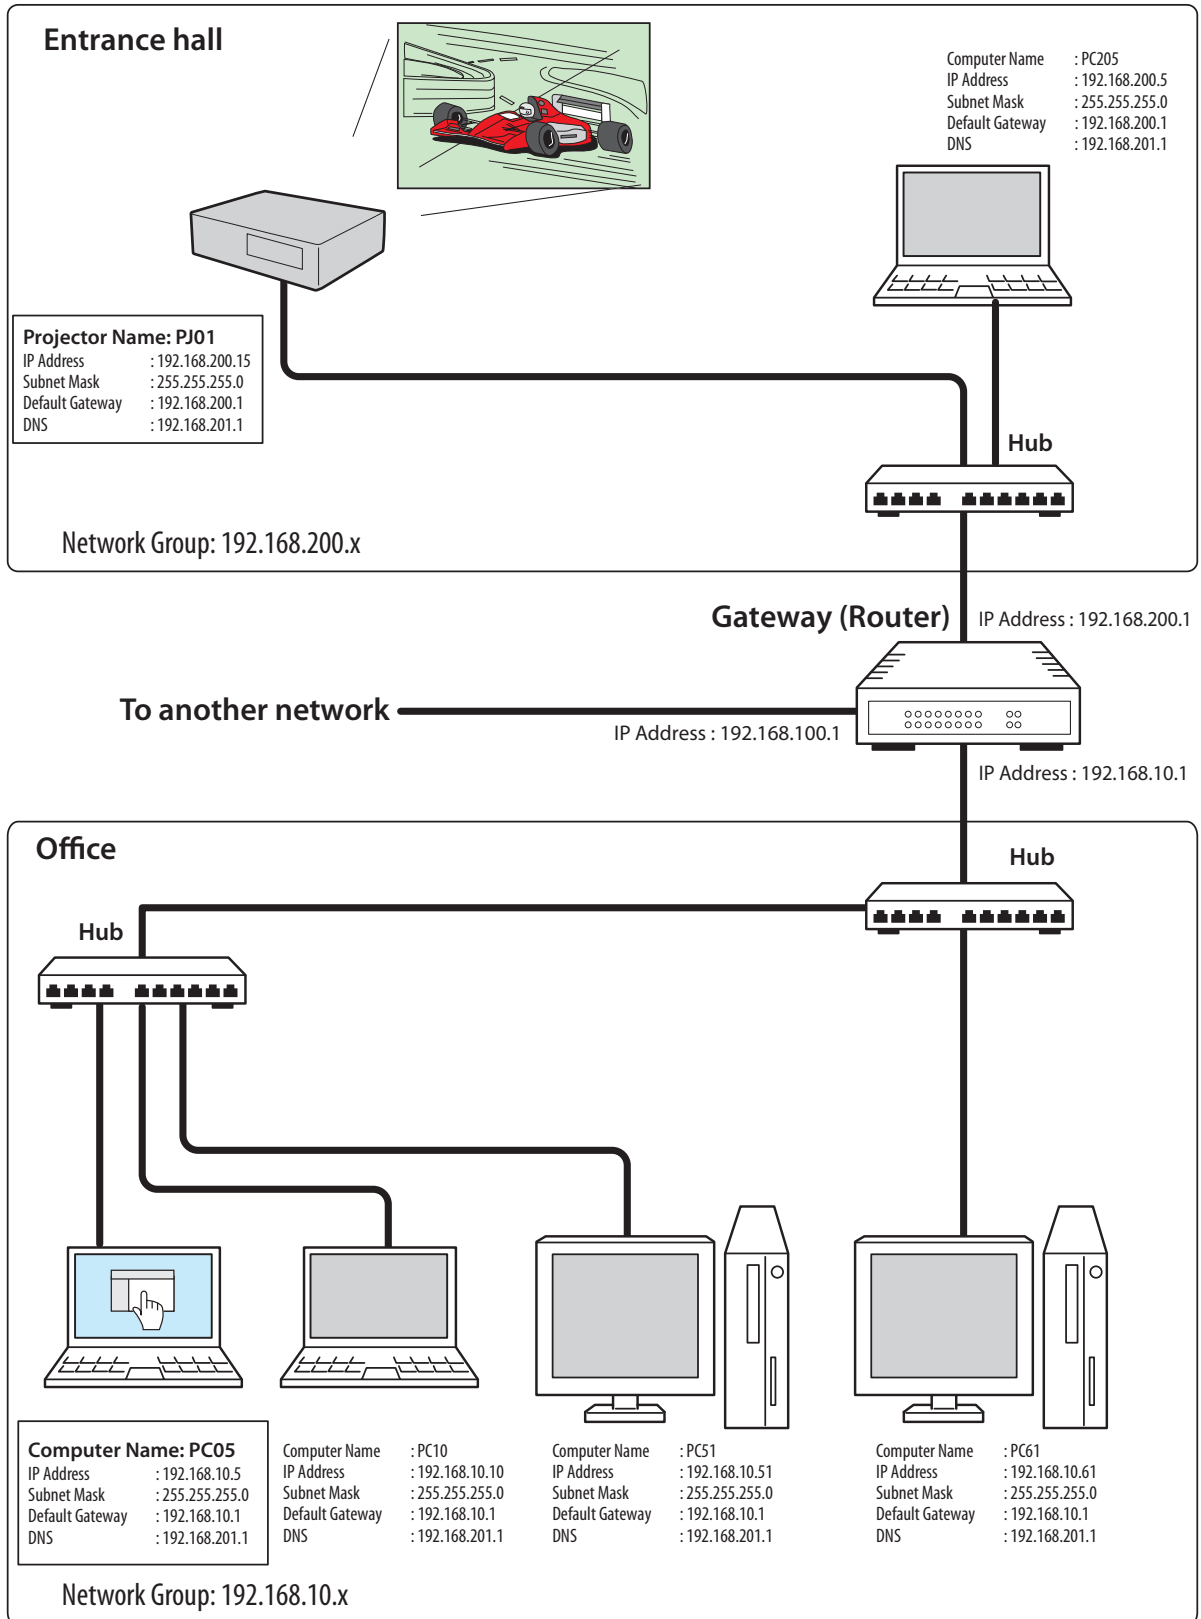 Entrance hall
Computer Name : PC205
IP Address : 192.168.200.5
Subnet Mask : 255.255.255.0
Default Gateway : 192.168.200.1
DNS : 192.168.201.1
Projector Name: PJ01
IP Address : 192.168.200.15
Subnet Mask : 255.255.255.0
Default Gateway : 192.168.200.1
DNS : 192.168.201.1
Hub
Network Group: 192.168.200.x
Gateway (Router)
IP Address : 192.168.200.1
To another network
IP Address : 192.168.100.1
IP Address : 192.168.10.1
Office
Hub
Hub
Computer Name: PC05
IP Address : 192.168.10.5
Subnet Mask : 255.255.255.0
Default Gateway : 192.168.10.1
DNS : 192.168.201.1
Computer Name : PC10
IP Address : 192.168.10.10
Subnet Mask : 255.255.255.0
Default Gateway : 192.168.10.1
DNS : 192.168.201.1
Computer Name : PC51
IP Address : 192.168.10.51
Subnet Mask : 255.255.255.0
Default Gateway : 192.168.10.1
DNS : 192.168.201.1
Computer Name : PC61
IP Address : 192.168.10.61
Subnet Mask : 255.255.255.0
Default Gateway : 192.168.10.1
DNS : 192.168.201.1
Network Group: 192.168.10.x